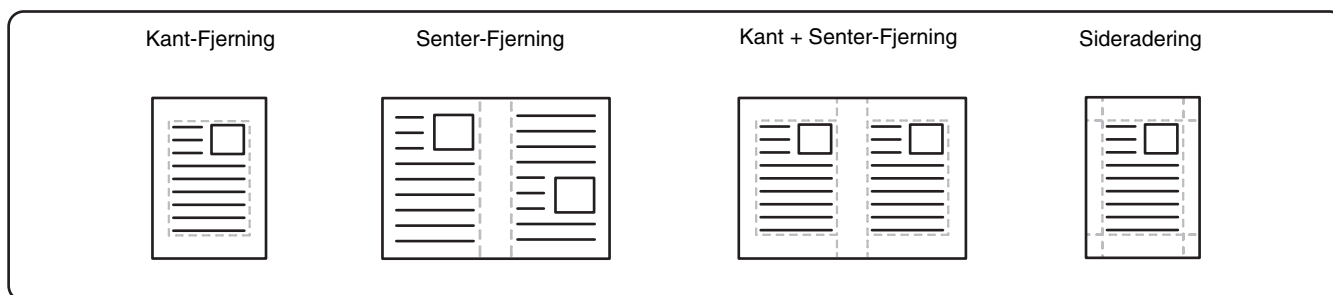 Kant-Fjerning
Senter-Fjerning
Kant + Senter-Fjerning
Sideradering